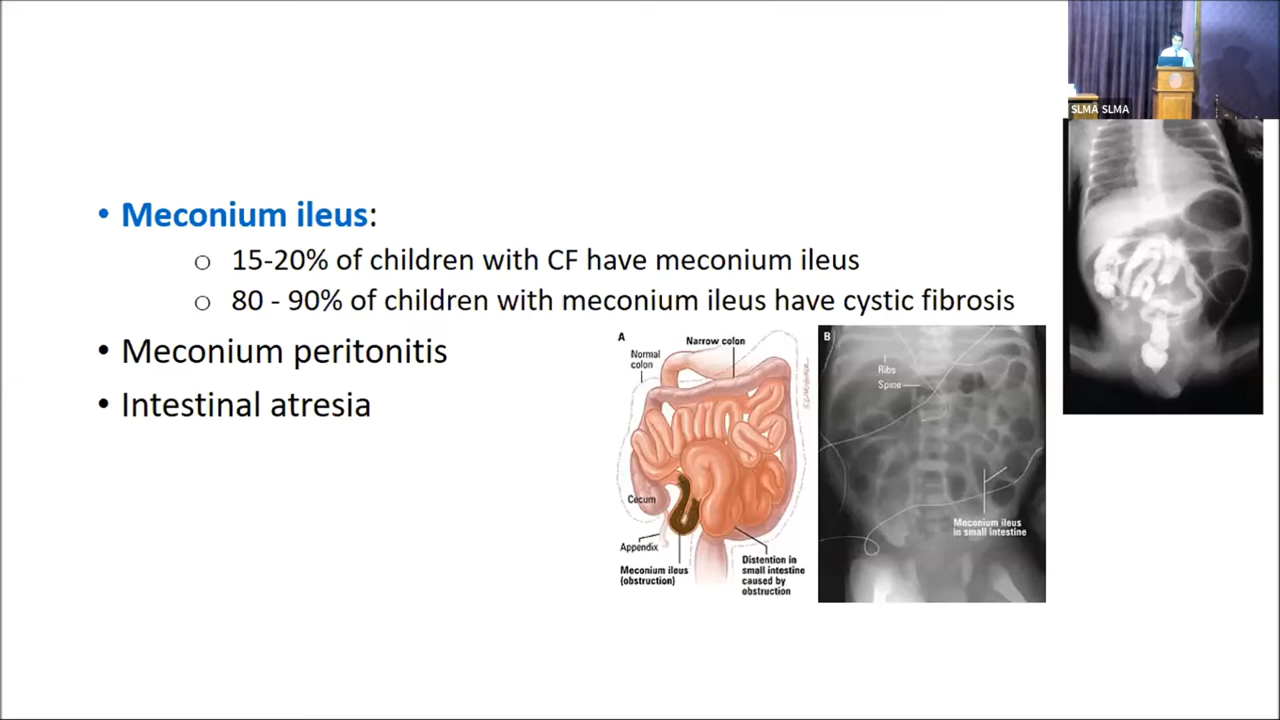 SLMA SLMA
• Meconium ileus:
o 15-20% of children with CF have meconium ileus
o 80 - 90% of children with meconium ileus have cystic fibrosis
• Meconium peritonitis
• Intestinal atresia
A
Narrow colon
Normal
colon
Cecum
Appendix
Meconium ileus
(obstruction)
Distention in
small intestine
caused by
obstruction
B
Ribs
Spine
Meconium ileus
in small intestine